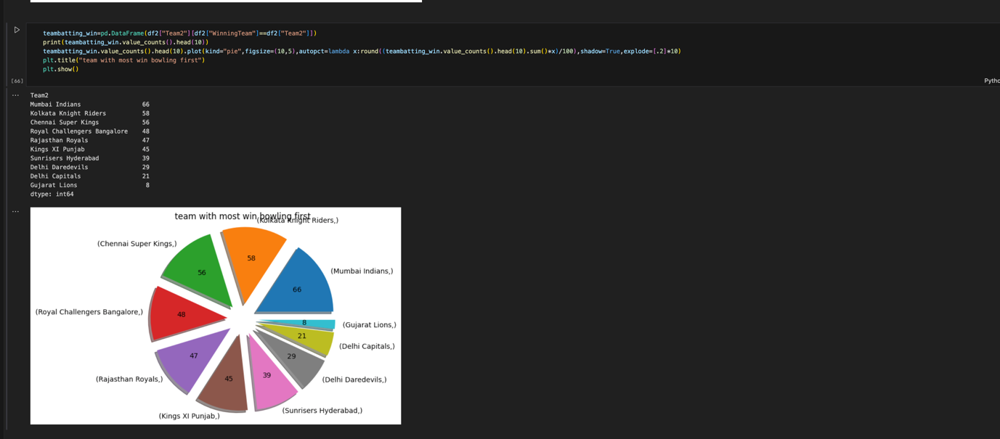 teambatting_win=pd.DataFrame(df2["Team2"][df2["WinningTeam"]==df2["Team2"]])
print(teambatting_win.value_counts().head(10))
teambatting_win.value_counts().head(10).plot(kind="pie",figsize=(10,5),autopct=lambda x:round((teambatting_win.value_counts().head(10).sum()*x)/100),shadow=True,explode=[.2]*10)
plt.title("team with most win bowling first")
plt.show()
[66]
Pytho
Team2
Mumbai Indians 66
Kolkata Knight Riders 58
Chennai Super Kings 56
Royal Challengers Bangalore 48
Rajasthan Royals 47
Kings XI Punjab 45
Sunrisers Hyderabad 39
Delhi Daredevils 29
Delhi Capitals 21
Gujarat Lions 8
dtype: int64
team with most win bowling first
(Kolkata Knight Riders,)
(Chennai Super Kings,)
58
56
(Mumbai Indians,)
66
(Royal Challengers Bangalore,)
48
8
(Gujarat Lions,)
21
(Delhi Capitals,)
47
29
(Rajasthan Royals,)
45
39
(Delhi Daredevils,)
(Kings XI Punjab,)
(Sunrisers Hyderabad,)